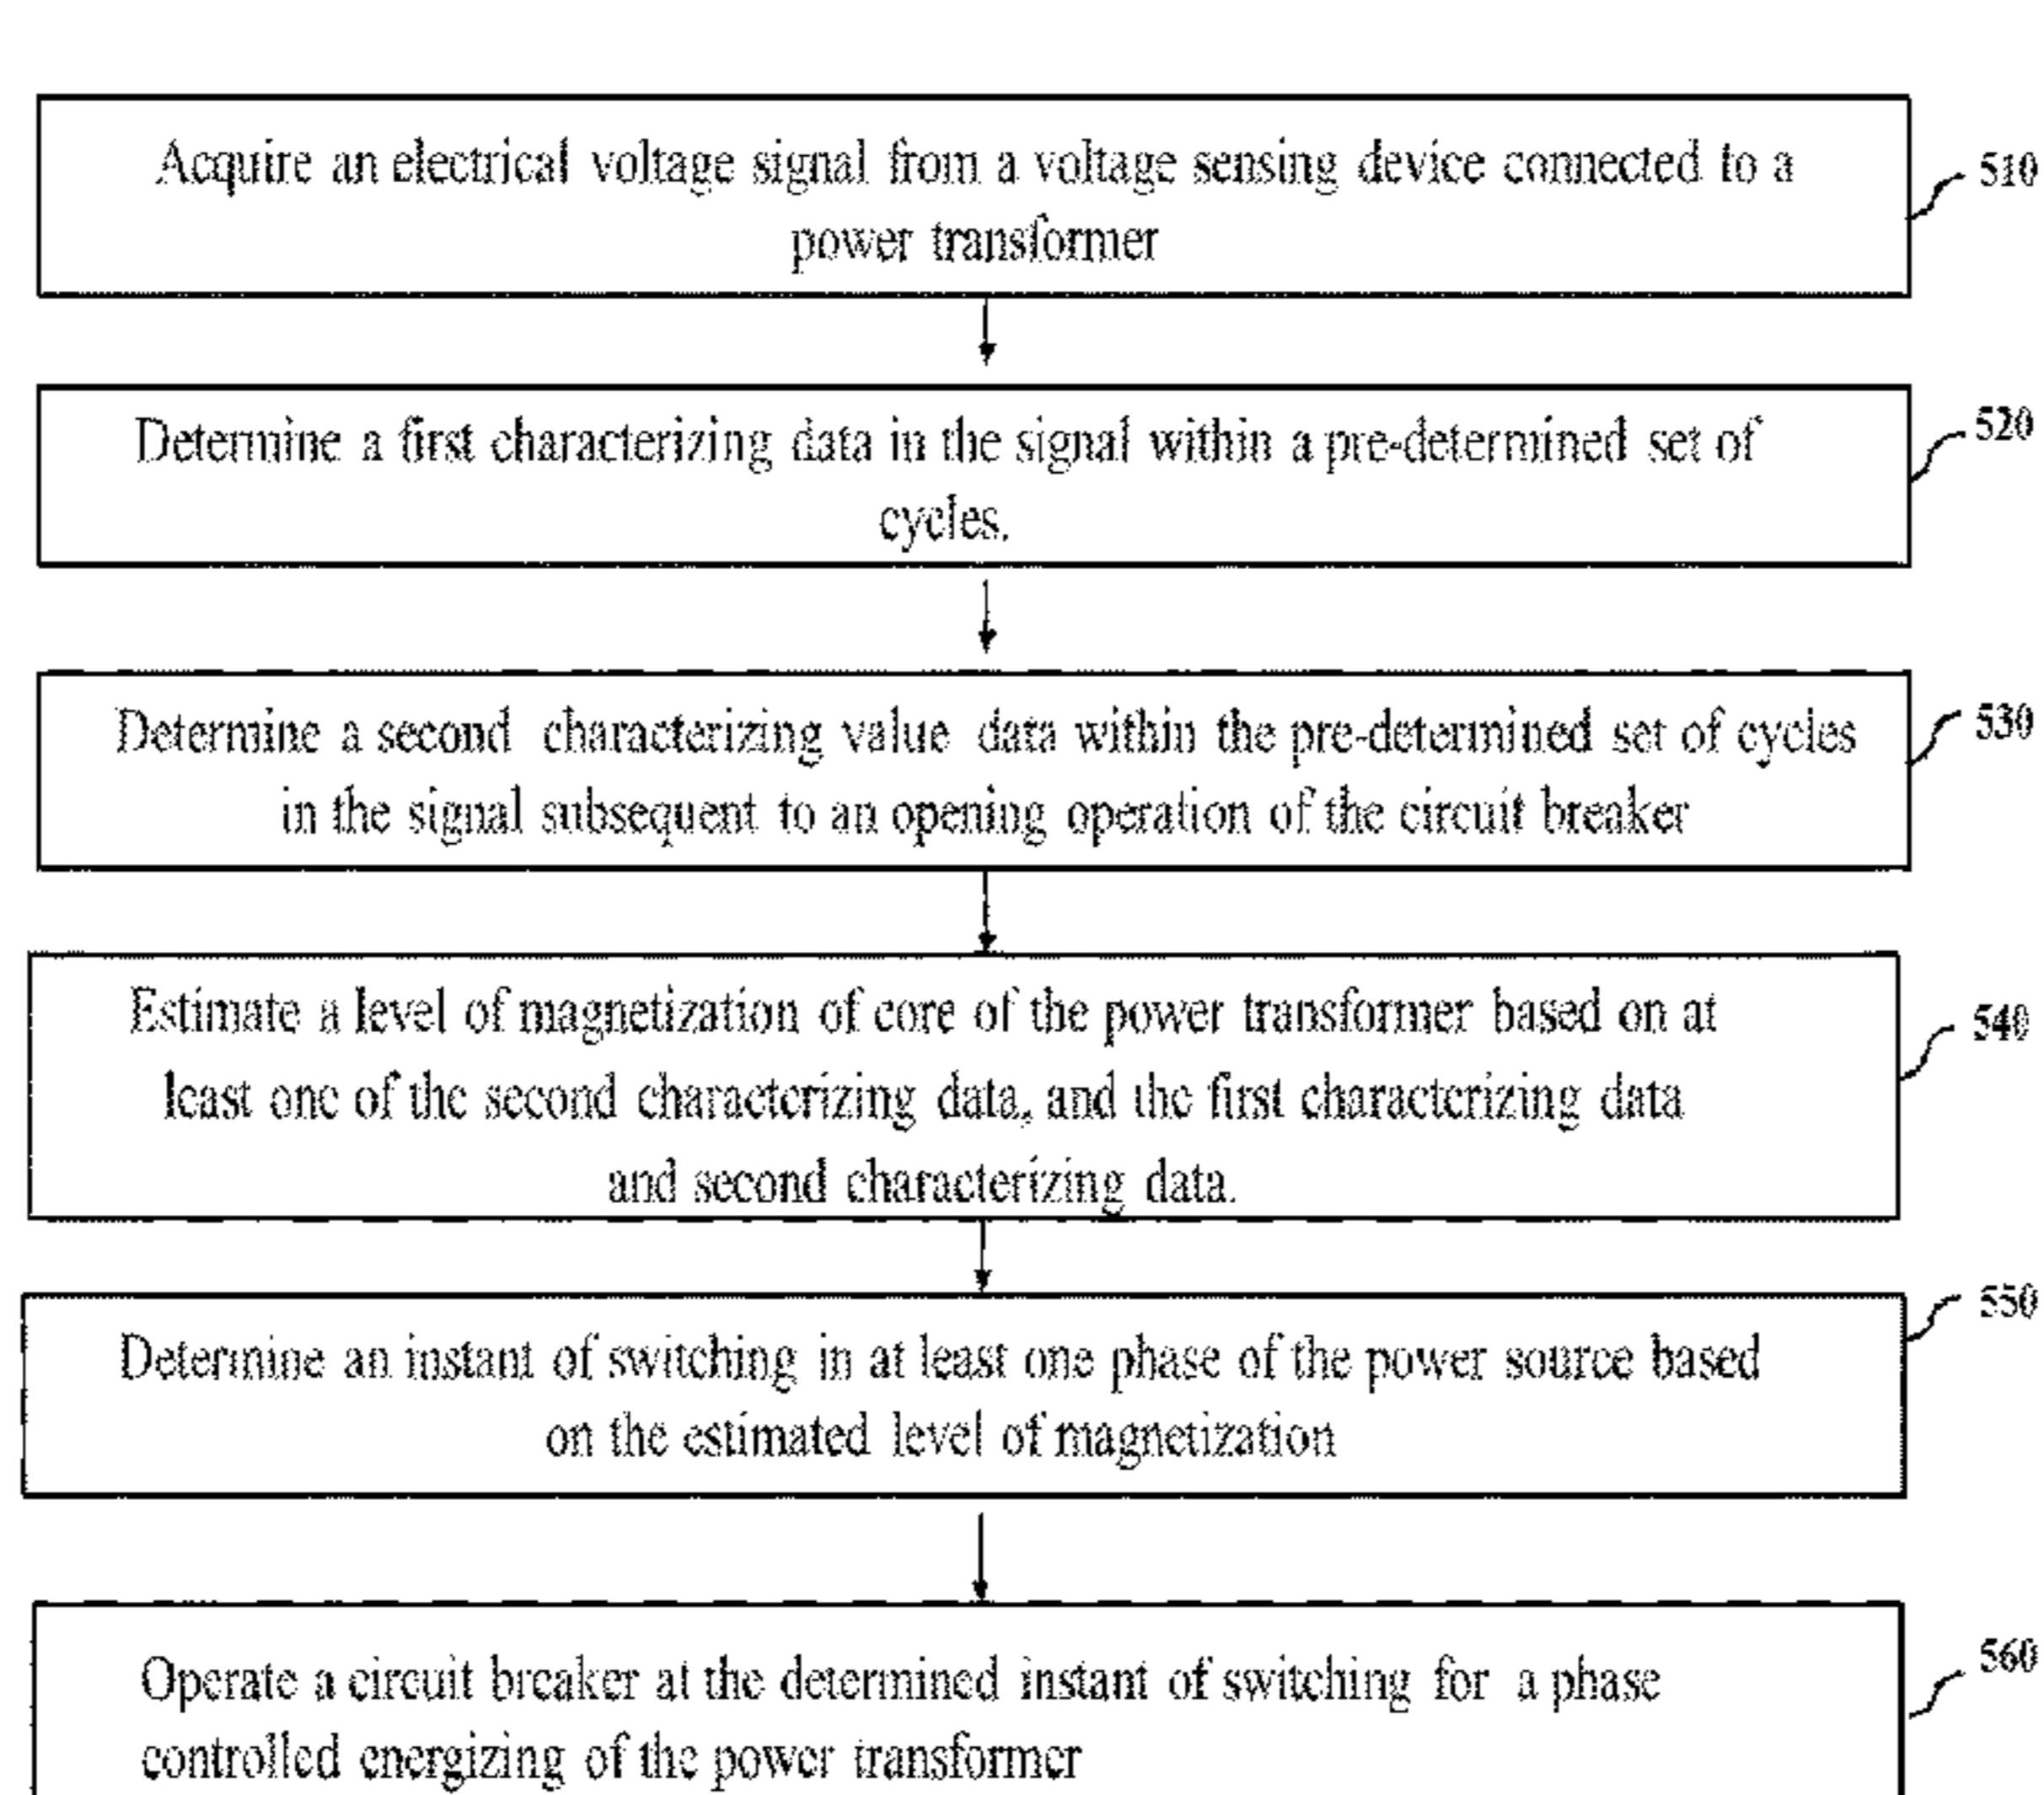 Acquire an electrical voltage signal from a voltage sensing device connected to a
power transformer
510
Determine a first characterizing data in the signal within a pre-determined set of
cycles.
520
Determine a second characterizing value data within the pre-determined set of cycles
in the signal subsequent to an opening operation of the circuit breaker
530
Estimate a level of magnetization of core of the power transformer based on at
least one of the second characterizing data, and the first characterizing data
and second characterizing data.
540
Determine an instant of switching in at least one phase of the power source based
on the estimated level of magnetization
550
Operate a circuit breaker at the determined instant of switching for a phase
controlled energizing of the power transformer
560